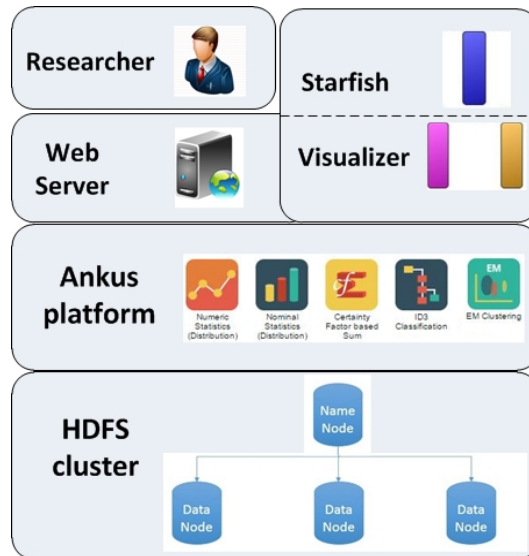 Researcher
Starfish
Web
Server
Visualizer
Ankus
platform
Numeric
Statistics
(Distribution)
Nominal
Statistics
(Distribution)
Certainty
Factor based
Sum
ID3
Classification
EM
EM Clustering
HDFS
cluster
Name
Node
Data
Node
Data
Node
Data
Node